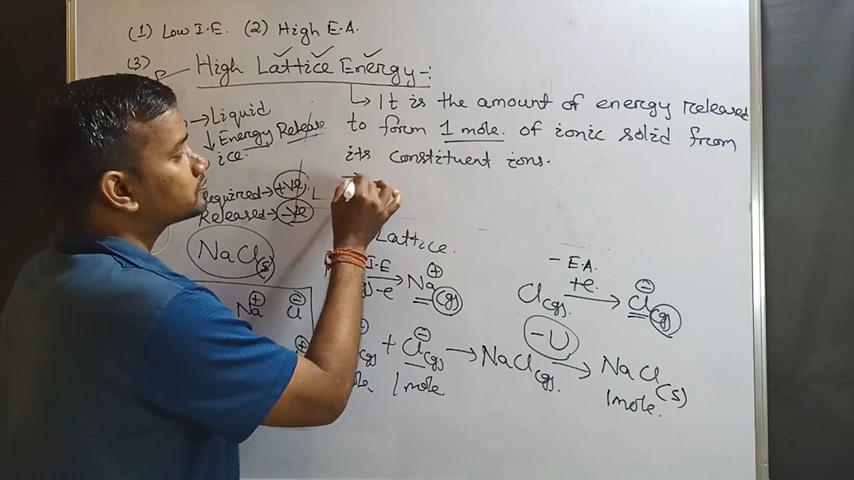 (1) Low I.E. (2) High E.A.
(3)
High Lattice Energy-:
→ It is the amount of energy released
to form 1 mole. of ionic solid from
its constituent ions.
→ Liquid
↓ Energy Release
ice.
Required → +ve
Released → -ve
L
NaCl(s)
Lattice.
I.E
-e → Na⊕(g)
- E.A.
Cl(g) +e. → Cl⊖(g)
Na⊕ Cl⊖
⊕
(g) + Cl⊖(g) → NaCl(g) -U → NaCl(s)
1 mole
1 mole.